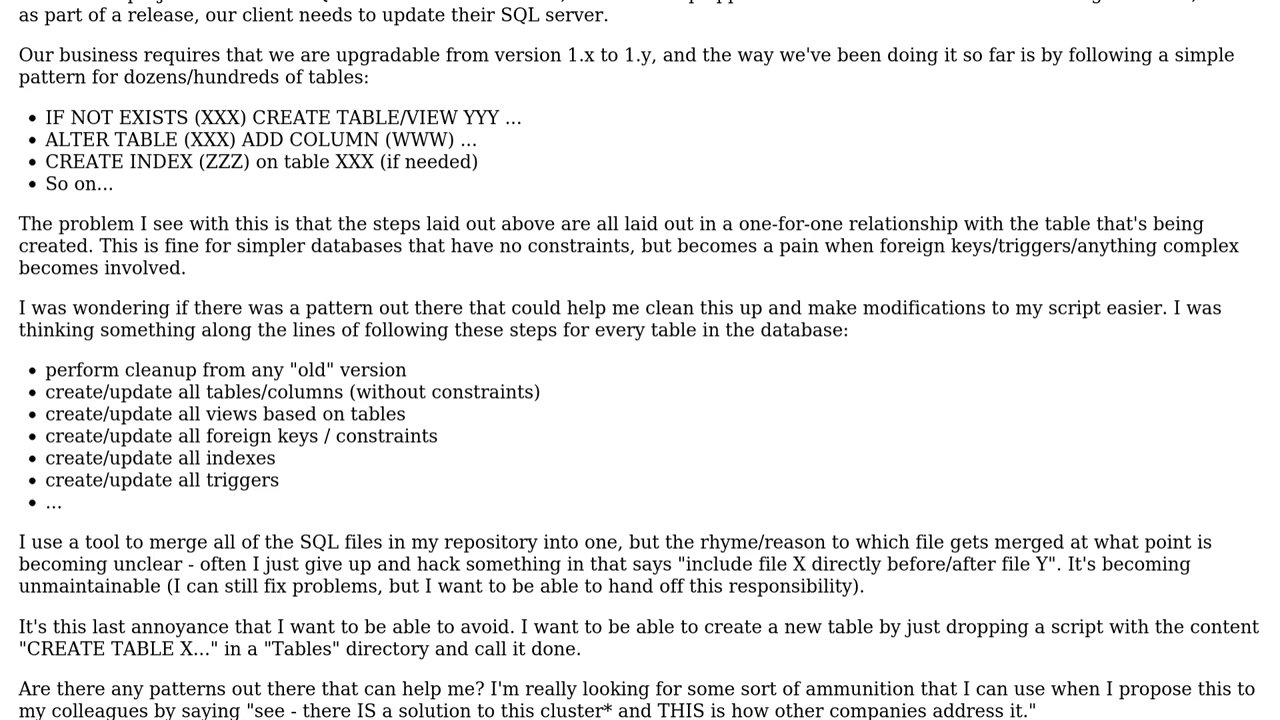 as part of a release, our client needs to update their SQL server.
Our business requires that we are upgradable from version 1.x to 1.y, and the way we've been doing it so far is by following a simple
pattern for dozens/hundreds of tables:
• IF NOT EXISTS (XXX) CREATE TABLE/VIEW YYY ...
• ALTER TABLE (XXX) ADD COLUMN (WWW) ...
• CREATE INDEX (ZZZ) on table XXX (if needed)
• So on...
The problem I see with this is that the steps laid out above are all laid out in a one-for-one relationship with the table that's being
created. This is fine for simpler databases that have no constraints, but becomes a pain when foreign keys/triggers/anything complex
becomes involved.
I was wondering if there was a pattern out there that could help me clean this up and make modifications to my script easier. I was
thinking something along the lines of following these steps for every table in the database:
• perform cleanup from any "old" version
• create/update all tables/columns (without constraints)
• create/update all views based on tables
• create/update all foreign keys / constraints
• create/update all indexes
• create/update all triggers
• ...
I use a tool to merge all of the SQL files in my repository into one, but the rhyme/reason to which file gets merged at what point is
becoming unclear - often I just give up and hack something in that says "include file X directly before/after file Y". It's becoming
unmaintainable (I can still fix problems, but I want to be able to hand off this responsibility).
It's this last annoyance that I want to be able to avoid. I want to be able to create a new table by just dropping a script with the content
"CREATE TABLE X..." in a "Tables" directory and call it done.
Are there any patterns out there that can help me? I'm really looking for some sort of ammunition that I can use when I propose this to
my colleagues by saying "see - there IS a solution to this cluster* and THIS is how other companies address it."